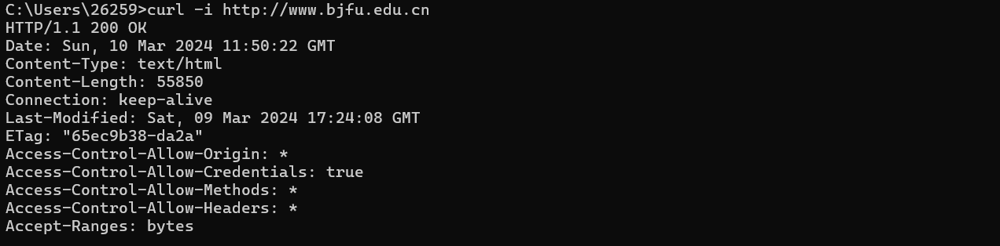 C:\Users\26259>curl -i http://www.bjfu.edu.cn
HTTP/1.1 200 OK
Date: Sun, 10 Mar 2024 11:50:22 GMT
Content-Type: text/html
Content-Length: 55850
Connection: keep-alive
Last-Modified: Sat, 09 Mar 2024 17:24:08 GMT
ETag: "65ec9b38-da2a"
Access-Control-Allow-Origin: *
Access-Control-Allow-Credentials: true
Access-Control-Allow-Methods: *
Access-Control-Allow-Headers: *
Accept-Ranges: bytes